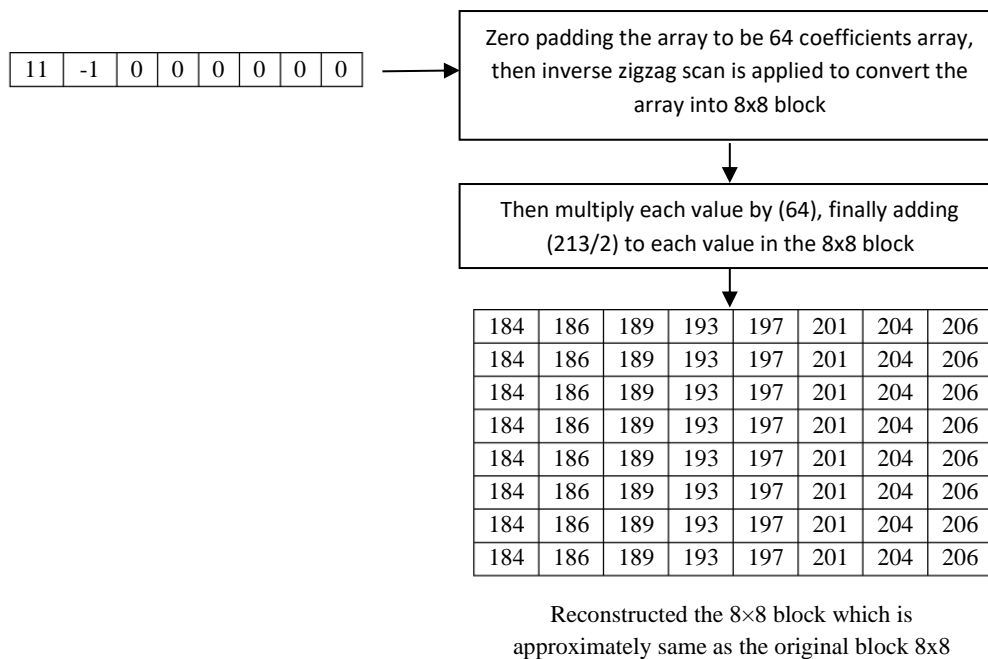 11 -1 0 0 0 0 0 0
Zero padding the array to be 64 coefficients array,
then inverse zigzag scan is applied to convert the
array into 8x8 block
Then multiply each value by (64), finally adding
(213/2) to each value in the 8x8 block
184 186 189 193 197 201 204 206
184 186 189 193 197 201 204 206
184 186 189 193 197 201 204 206
184 186 189 193 197 201 204 206
184 186 189 193 197 201 204 206
184 186 189 193 197 201 204 206
184 186 189 193 197 201 204 206
184 186 189 193 197 201 204 206
Reconstructed the 8×8 block which is
approximately same as the original block 8x8